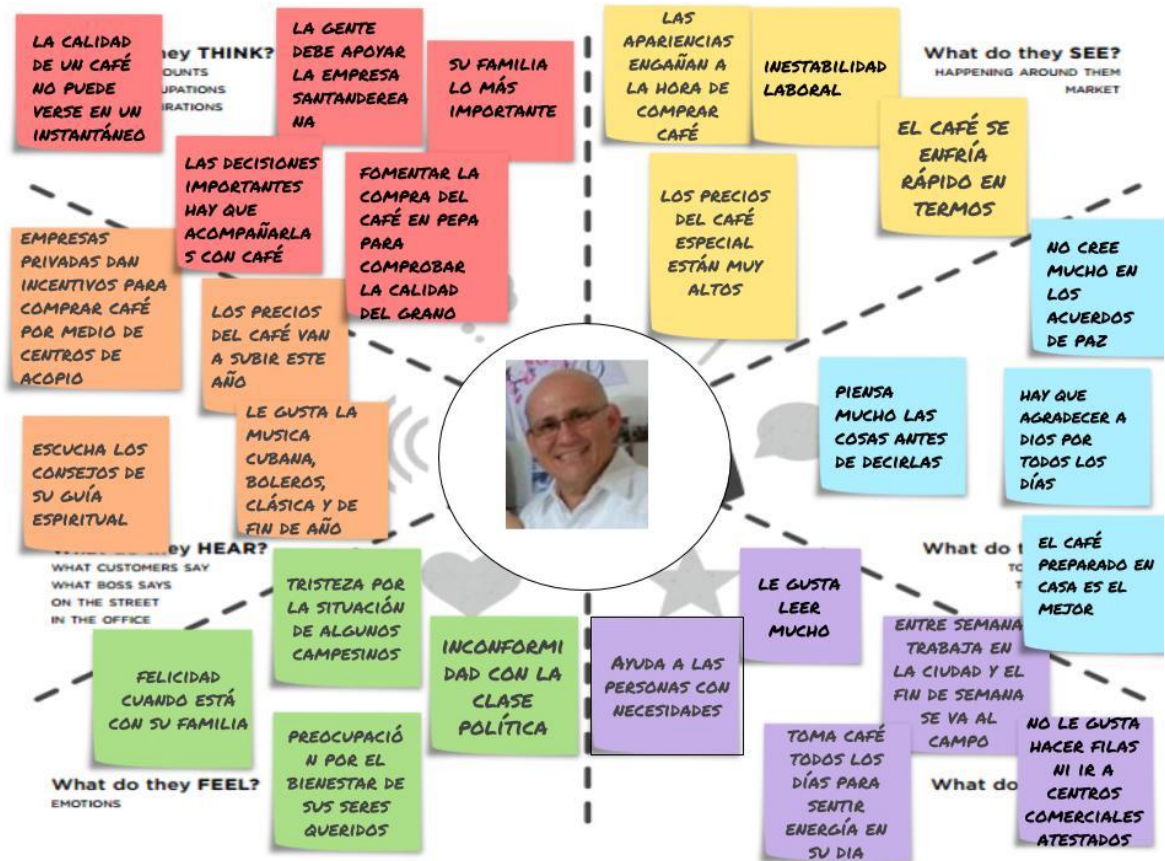 LA CALIDAD
DE UN CAFÉ
NO PUEDE
VERSE EN UN
INSTANTÁNEO
hey THINK?
OUNTS
UPATIONS
IRATIONS
LA GENTE
DEBE APOYAR
LA EMPRESA
SANTANDEREA
NA
SU FAMILIA
LO MÁS
IMPORTANTE
LAS DECISIONES
IMPORTANTES
HAY QUE
ACOMPAÑARLA
S CON CAFÉ
FOMENTAR LA
COMPRA DEL
CAFÉ EN PEPA
PARA
COMPROBAR
LA CALIDAD
DEL GRANO
LAS
APARIENCIAS
ENGAÑAN A
LA HORA DE
COMPRAR
CAFÉ
INESTABILIDAD
LABORAL
What do they SEE?
HAPPENING AROUND THEM
MARKET
EL CAFÉ SE
ENFRÍA
RÁPIDO EN
TERMOS
LOS PRECIOS
DEL CAFÉ
ESPECIAL
ESTÁN MUY
ALTOS
EMPRESAS
PRIVADAS DAN
INCENTIVOS PARA
COMPRAR CAFÉ
POR MEDIO DE
CENTROS DE
ACOPIO
LOS PRECIOS
DEL CAFÉ VAN
A SUBIR ESTE
AÑO
ESCUCHA LOS
CONSEJOS DE
SU GUÍA
ESPIRITUAL
LE GUSTA LA
MUSICA
CUBANA,
BOLEROS,
CLÁSICA Y DE
FIN DE AÑO
they HEAR?
WHAT CUSTOMERS SAY
WHAT BOSS SAYS
ON THE STREET
IN THE OFFICE
NO CREE
MUCHO EN
LOS
ACUERDOS
DE PAZ
PIENSA
MUCHO LAS
COSAS ANTES
DE DECIRLAS
HAY QUE
AGRADECER A
DIOS POR
TODOS LOS
DÍAS
What do t
TO
T
EL CAFÉ
PREPARADO EN
CASA ES EL
MEJOR
TRISTEZA POR
LA SITUACIÓN
DE ALGUNOS
CAMPESINOS
FELICIDAD
CUANDO ESTÁ
CON SU FAMILIA
INCONFORMI
DAD CON LA
CLASE
POLÍTICA
PREOCUPACIÓ
N POR EL
BIENESTAR DE
SUS SERES
QUERIDOS
What do they FEEL?
EMOTIONS
LE GUSTA
LEER
MUCHO
AYUDA A LAS
PERSONAS CON
NECESIDADES
ENTRE SEMANA
TRABAJA EN
LA CIUDAD Y EL
FIN DE SEMANA
SE VA AL
CAMPO
TOMA CAFÉ
TODOS LOS
DÍAS PARA
SENTIR
ENERGÍA EN
SU DIA
What do
NO LE GUSTA
HACER FILAS
NI IR A
CENTROS
COMERCIALES
ATESTADOS